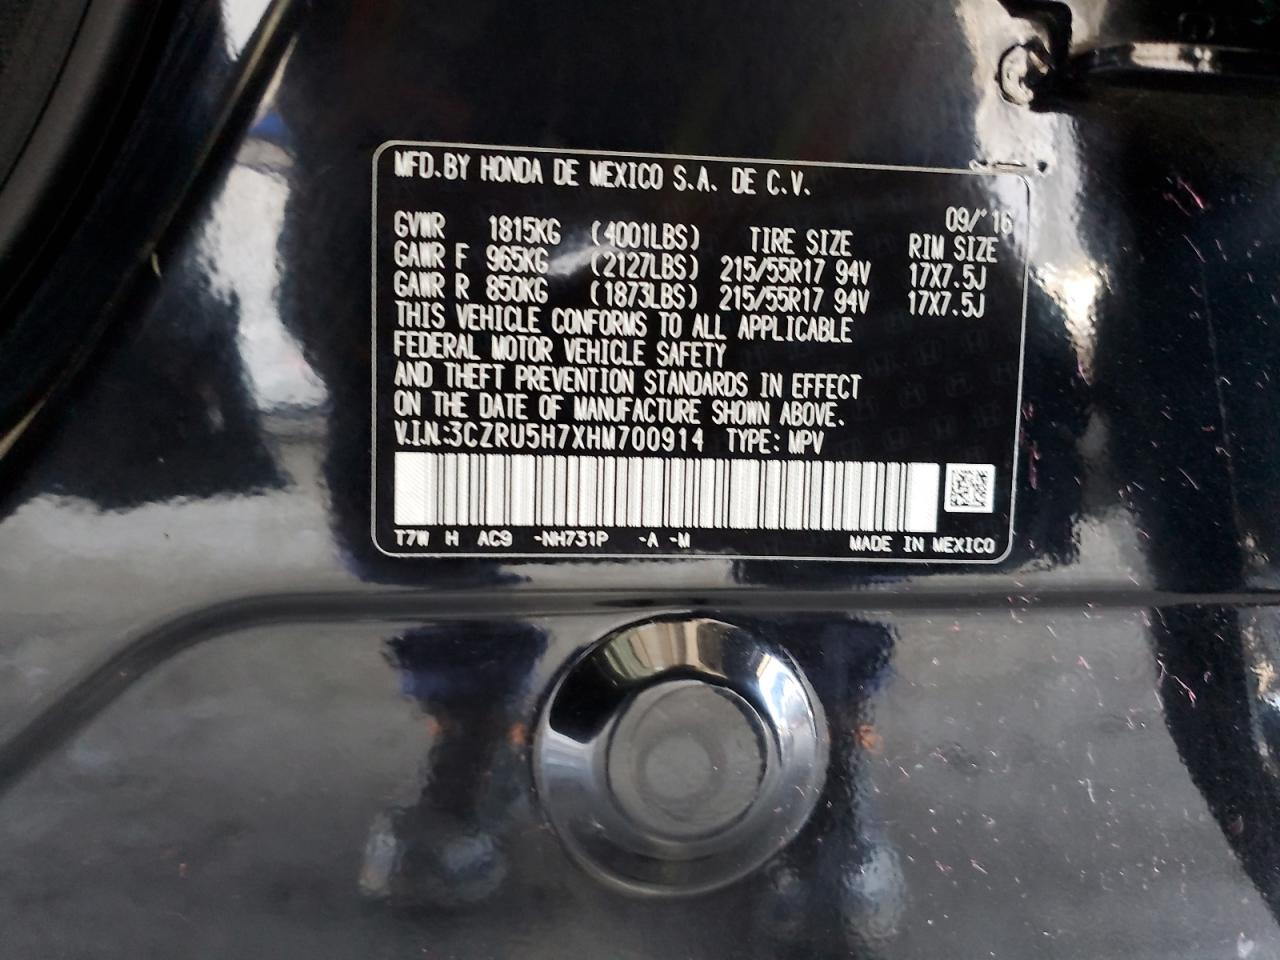 MFD.BY HONDA DE MEXICO S.A. DE C.V.
09/'16
GVWR 1815KG (4001LBS) TIRE SIZE RIM SIZE
GAWR F 965KG (2127LBS) 215/55R17 94V 17X7.5J
GAWR R 850KG (1873LBS) 215/55R17 94V 17X7.5J
THIS VEHICLE CONFORMS TO ALL APPLICABLE
FEDERAL MOTOR VEHICLE SAFETY
AND THEFT PREVENTION STANDARDS IN EFFECT
ON THE DATE OF MANUFACTURE SHOWN ABOVE.
V.I.N.:3CZRU5H7XHM700914 TYPE: MPV
T7W H AC9 -NH731P -A -M MADE IN MEXICO